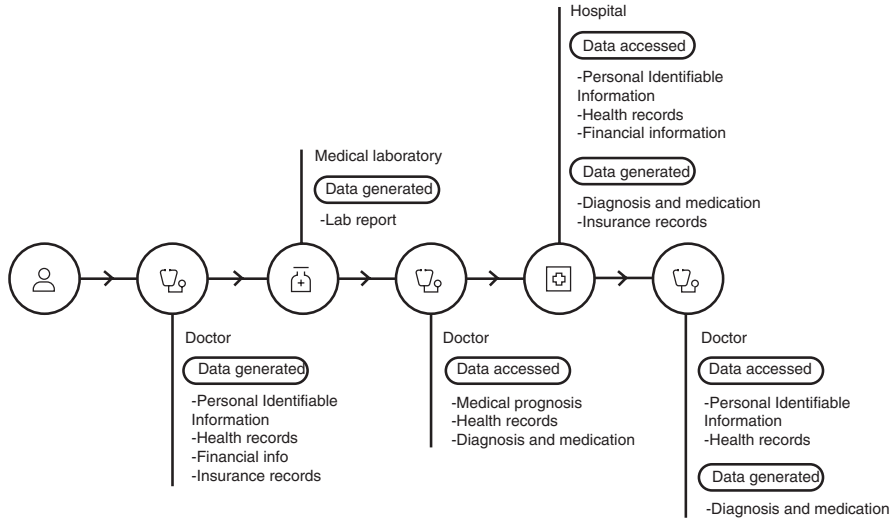 Hospital
Data accessed
-Personal Identifiable
Information
-Health records
-Financial information
Data generated
-Diagnosis and medication
-Insurance records
Medical laboratory
Data generated
-Lab report
Doctor
Data generated
-Personal Identifiable
Information
-Health records
-Financial info
-Insurance records
Doctor
Data accessed
-Medical prognosis
-Health records
-Diagnosis and medication
Doctor
Data accessed
-Personal Identifiable
Information
-Health records
Data generated
-Diagnosis and medication